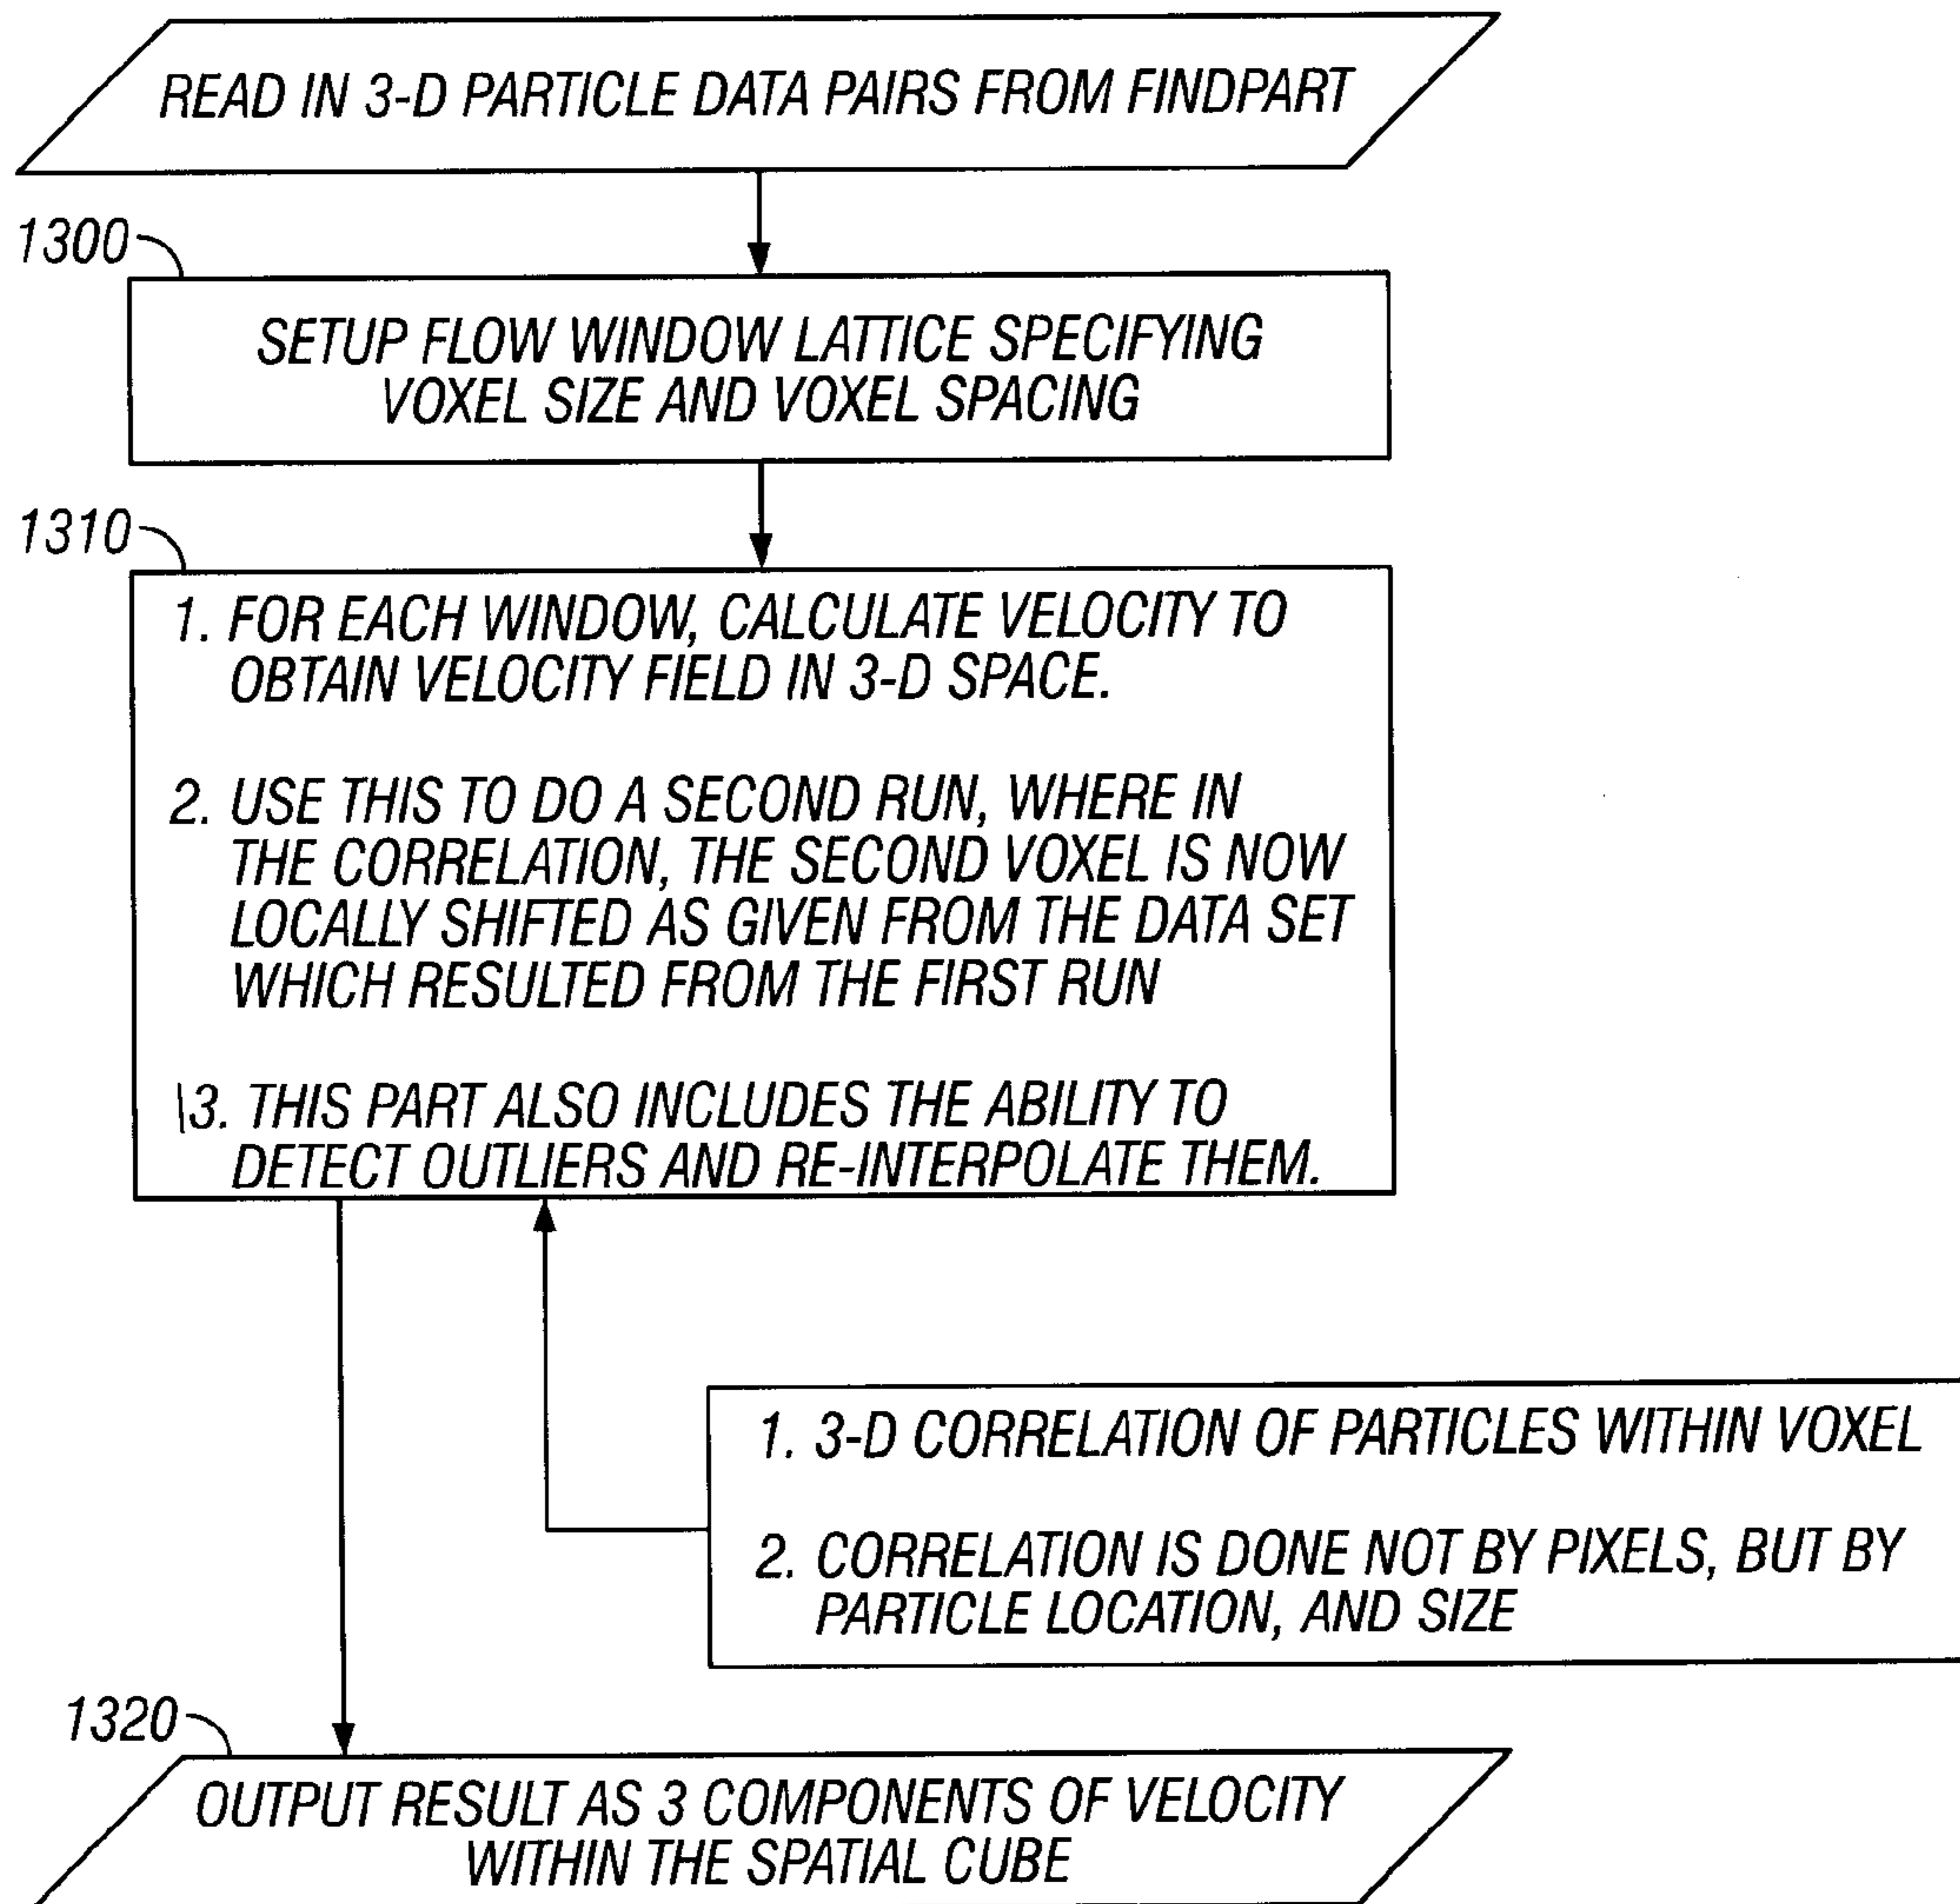 READ IN 3-D PARTICLE DATA PAIRS FROM FINDPART
1300
SETUP FLOW WINDOW LATTICE SPECIFYING
VOXEL SIZE AND VOXEL SPACING
1310
1. FOR EACH WINDOW, CALCULATE VELOCITY TO
OBTAIN VELOCITY FIELD IN 3-D SPACE.
2. USE THIS TO DO A SECOND RUN, WHERE IN
THE CORRELATION, THE SECOND VOXEL IS NOW
LOCALLY SHIFTED AS GIVEN FROM THE DATA SET
WHICH RESULTED FROM THE FIRST RUN
\3. THIS PART ALSO INCLUDES THE ABILITY TO
DETECT OUTLIERS AND RE-INTERPOLATE THEM.
1. 3-D CORRELATION OF PARTICLES WITHIN VOXEL
2. CORRELATION IS DONE NOT BY PIXELS, BUT BY
PARTICLE LOCATION, AND SIZE
1320
OUTPUT RESULT AS 3 COMPONENTS OF VELOCITY
WITHIN THE SPATIAL CUBE